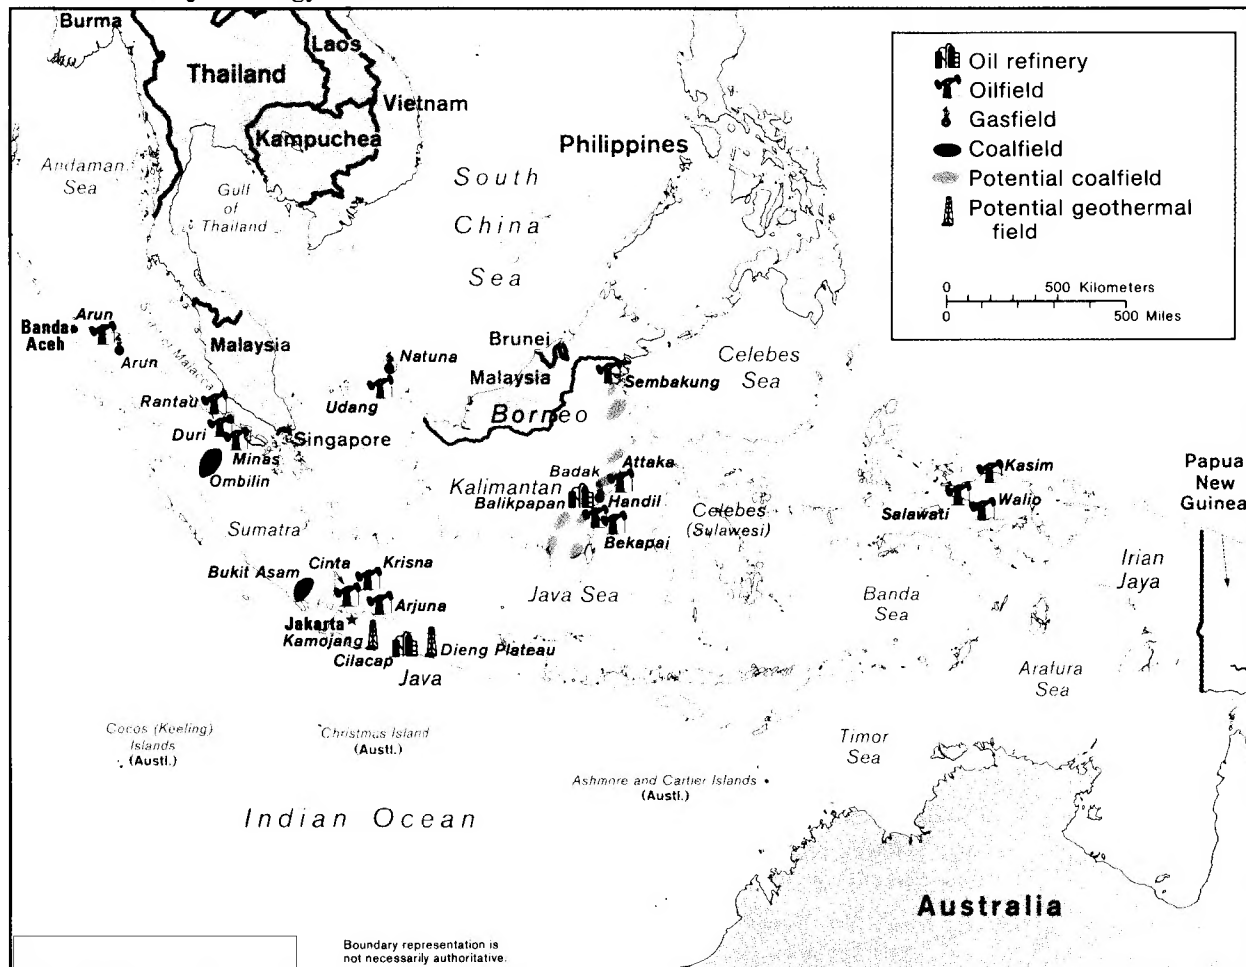 Burma
Laos
Thailand
Vietnam
Kampuchea
Philippines
Andaman
Sea
Gulf
of
Thailand
South
China
Sea
Oil refinery
Oilfield
Gasfield
Coalfield
Potential coalfield
Potential geothermal
field
0 500 Kilometers
0 500 Miles
Arun
Banda
Aceh
Arun
Strait of Malacca
Malaysia
Natuna
Udang
Brunei
Malaysia
Sembakung
Celebes
Sea
Borneo
Rantau
Duri
Minas
Singapore
Ombilin
Badak
Attaka
Kalimantan
Balikpapan
Handil
Bekapai
Celebes
(Sulawesi)
Kasim
Salawati
Walio
Papua
New
Guinea
Irian
Jaya
Sumatra
Cinta
Krisna
Bukit Asam
Arjuna
Jakarta
Kamojang
Cilacap
Dieng Plateau
Java
Java Sea
Banda
Sea
Arafura
Sea
Timor
Sea
Cocos (Keeling)
Islands
(Austl.)
Christmus Island
(Austl.)
Ashmore and Cartier Islands
(Austl.)
Indian Ocean
Australia
Boundary representation is
not necessarily authoritative.